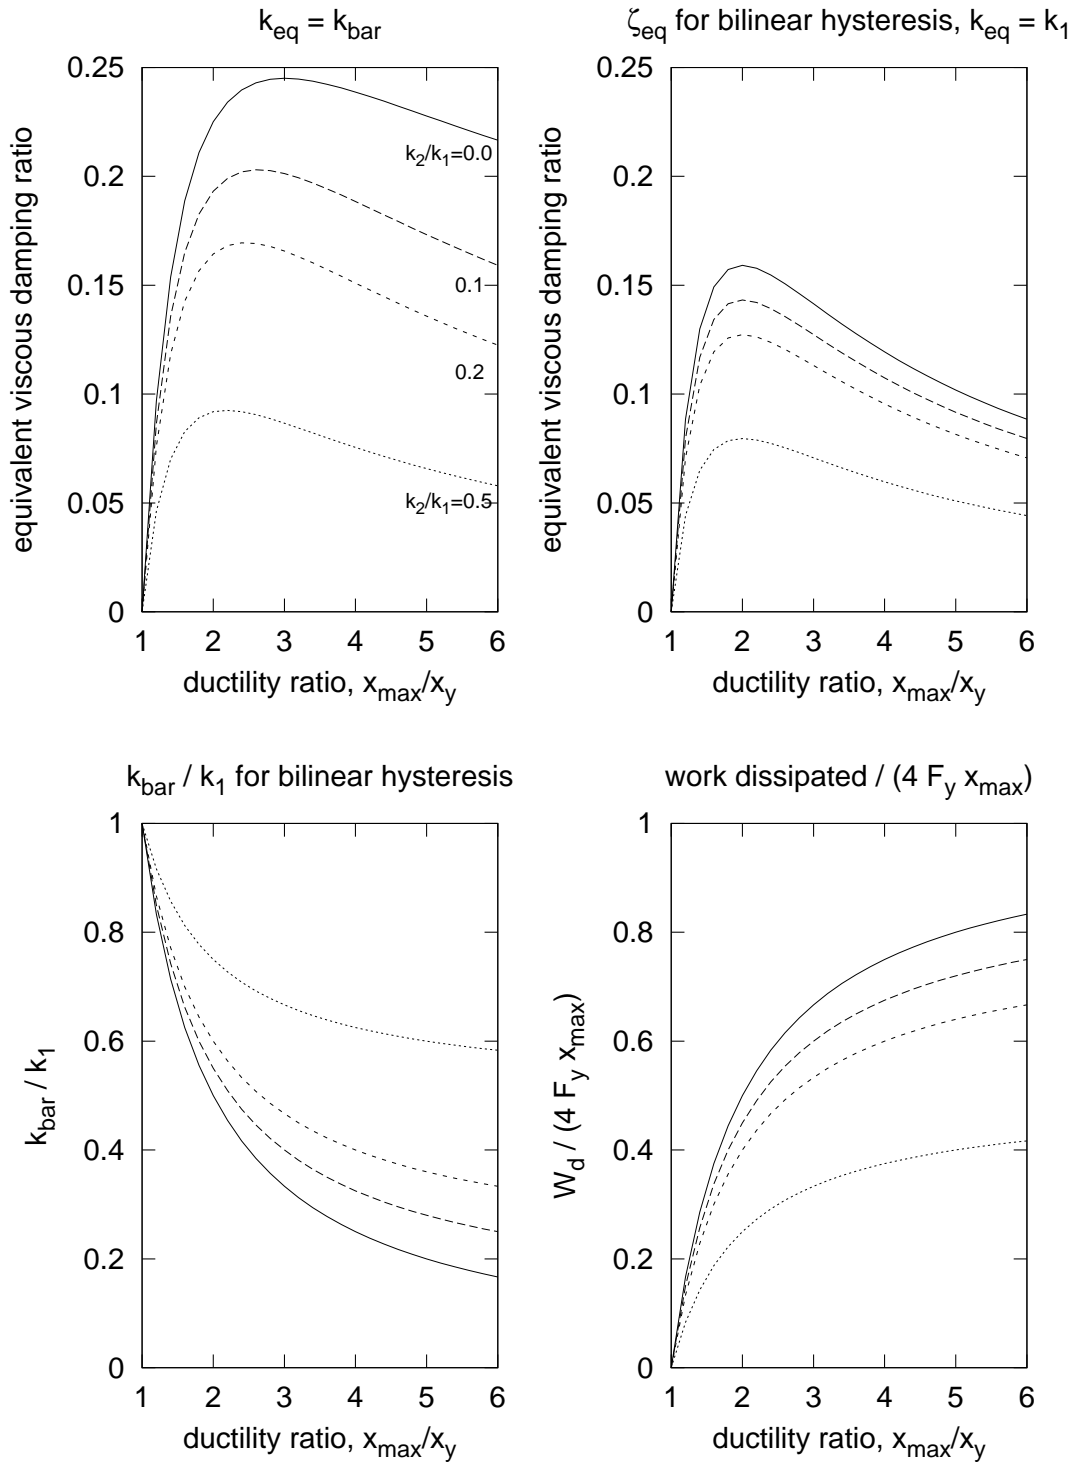 k_eq = k_bar
0.25
0.2
0.15
0.1
0.05
0
equivalent viscous damping ratio
k_2/k_1=0.0
0.1
0.2
k_2/k_1=0.5
1 2 3 4 5 6
ductility ratio, x_max/x_y
ζ_eq for bilinear hysteresis, k_eq = k_1
0.25
0.2
0.15
0.1
0.05
0
equivalent viscous damping ratio
1 2 3 4 5 6
ductility ratio, x_max/x_y
k_bar / k_1 for bilinear hysteresis
1
0.8
0.6
0.4
0.2
0
k_bar / k_1
1 2 3 4 5 6
ductility ratio, x_max/x_y
work dissipated / (4 F_y x_max)
1
0.8
0.6
0.4
0.2
0
W_d / (4 F_y x_max)
1 2 3 4 5 6
ductility ratio, x_max/x_y